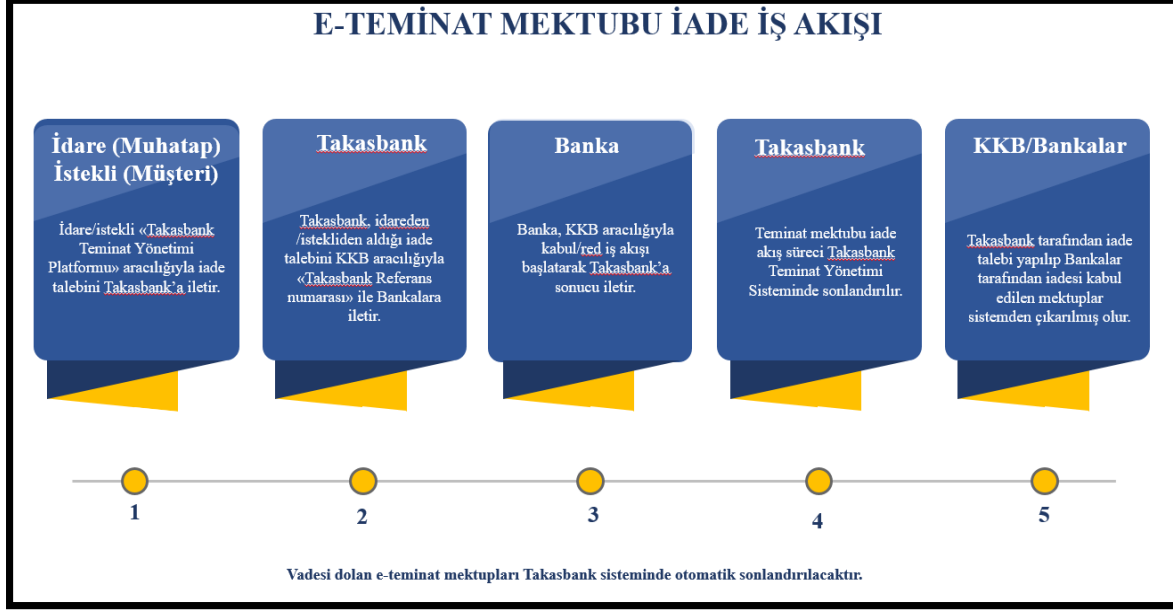 E-TEMİNAT MEKTUBU İADE İŞ AKIŞI
İdare (Muhatap)
İstekli (Müşteri)
İdare/istekli «Takasbank
Teminat Yönetimi
Platformu» aracılığıyla iade
talebini Takasbank’a iletir.
Takasbank
Takasbank, idareden
/istekliden aldığı iade
talebini KKB aracılığıyla
«Takasbank Referans
numarası» ile Bankalara
iletir.
Banka
Banka, KKB aracılığıyla
kabul/red iş akışı
başlatarak Takasbank’a
sonucu iletir.
Takasbank
Teminat mektubu iade
akış süreci Takasbank
Teminat Yönetimi
Sisteminde sonlandırılır.
KKB/Bankalar
Takasbank tarafından iade
talebi yapılıp Bankalar
tarafından iadesi kabul
edilen mektuplar
sistemden çıkarılmış olur.
1
2
3
4
5
Vadesi dolan e-teminat mektupları Takasbank sisteminde otomatik sonlandırılacaktır.